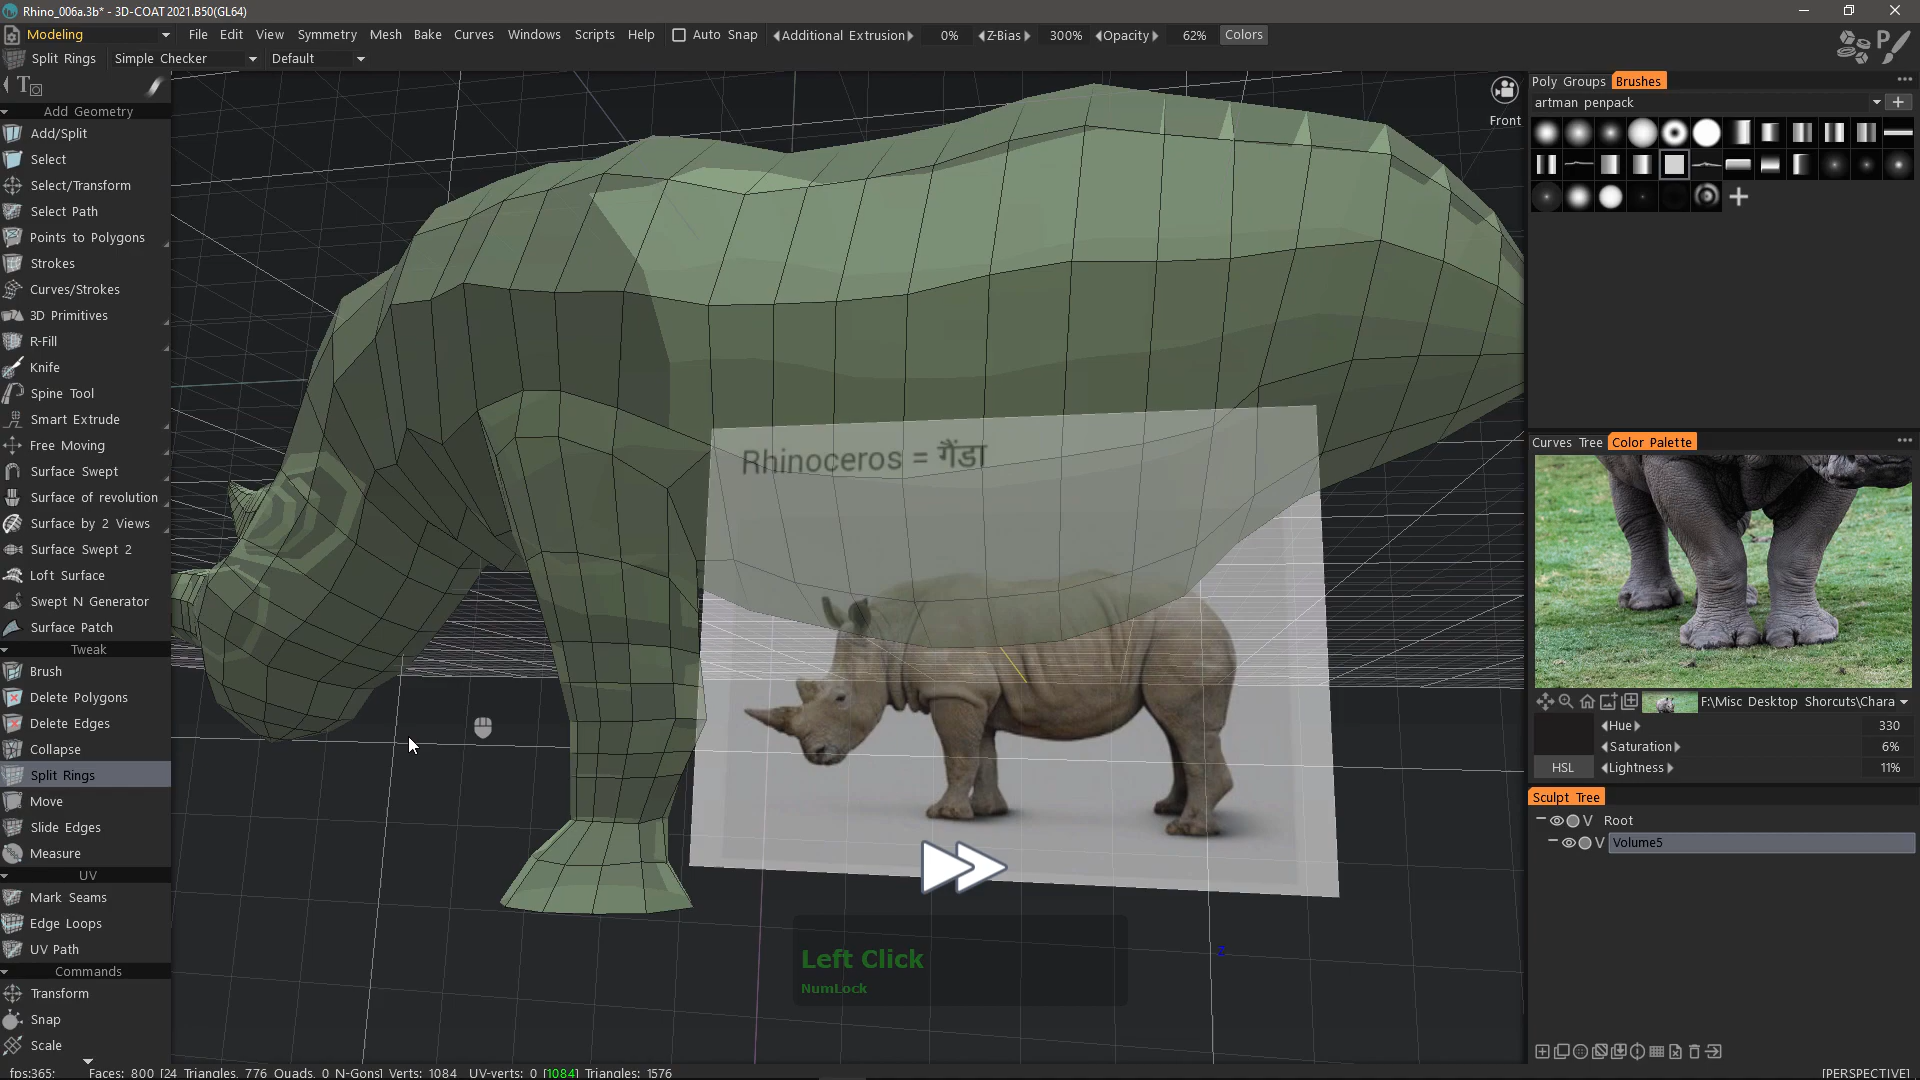 Rhino_006a.3b* - 3D-COAT 2021.B50(GL64)
Modeling
File Edit View Symmetry Mesh Bake Curves Windows Scripts Help Auto Snap Additional Extrusion 0% Z-Bias 300% Opacity 62% Colors
Split Rings Simple Checker Default
Add Geometry
Add/Split
Select
Select/Transform
Select Path
Points to Polygons
Strokes
Curves/Strokes
3D Primitives
R-Fill
Knife
Spine Tool
Smart Extrude
Free Moving
Surface Swept
Surface of revolution
Surface by 2 Views
Surface Swept 2
Loft Surface
Swept N Generator
Surface Patch
Tweak
Brush
Delete Polygons
Delete Edges
Collapse
Split Rings
Move
Slide Edges
Measure
UV
Mark Seams
Edge Loops
UV Path
Commands
Transform
Snap
Scale
Front
Rhinoceros = गैंडा
Z
Left Click
NumLock
Poly Groups Brushes
artman penpack
Curves Tree Color Palette
F:\Misc Desktop Shorcuts\Chara
Hue 330
Saturation 6%
HSL Lightness 11%
Sculpt Tree
V Root
V Volume5
fps:365; Faces: 800 [24 Triangles, 776 Quads, 0 N-Gons] Verts: 1084 UV-verts: 0 [1084] Triangles: 1576
[PERSPECTIVE]